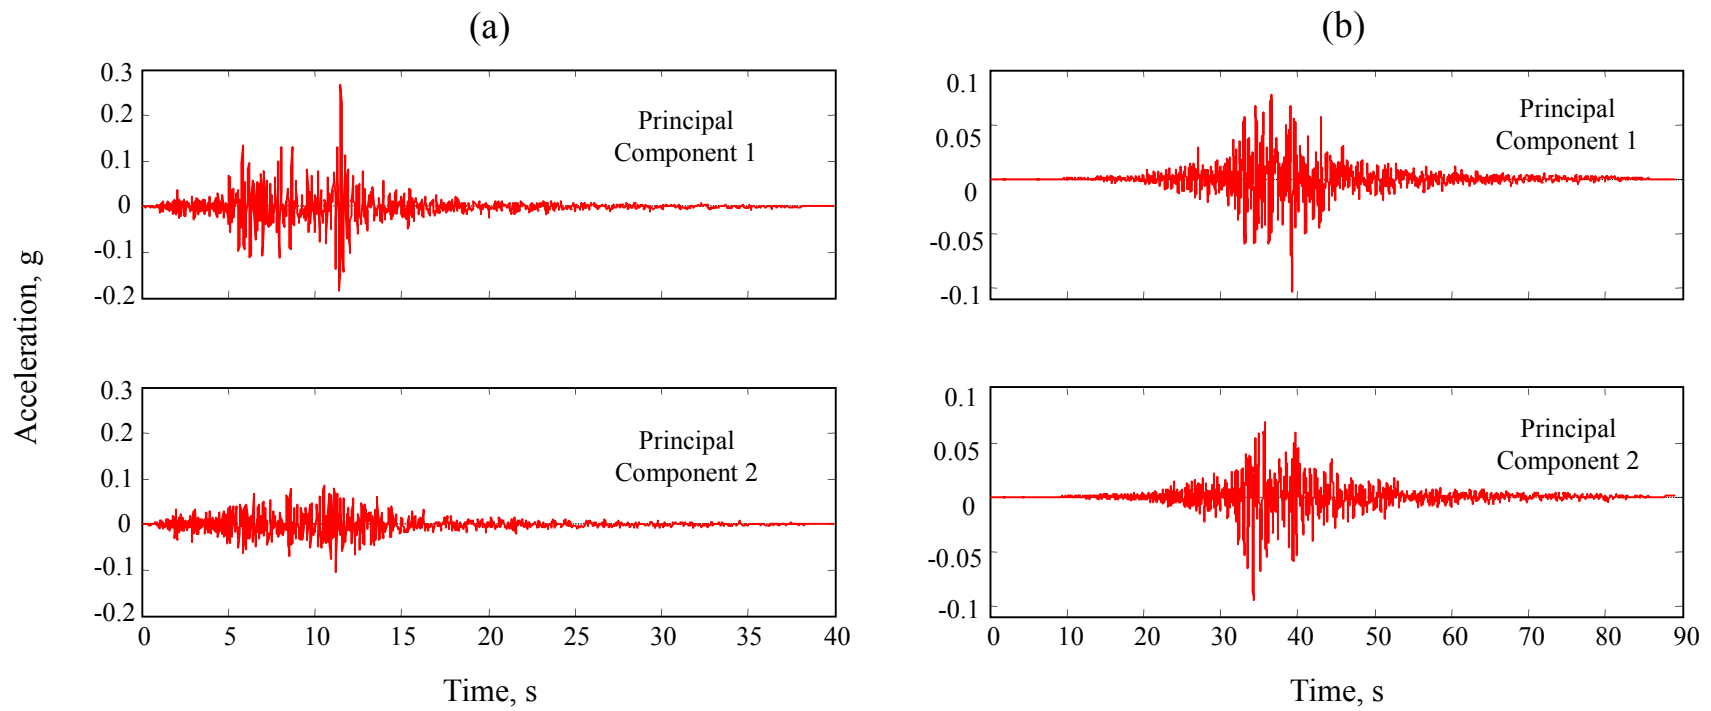 (a)
(b)
Acceleration, g
0.3
0.2
0.1
0
-0.1
-0.2
Principal
Component 1
0.1
0.05
0
-0.05
-0.1
Principal
Component 1
0.3
0.2
0.1
0
-0.1
-0.2
Principal
Component 2
0 5 10 15 20 25 30 35 40
Time, s
0.1
0.05
0
-0.05
-0.1
Principal
Component 2
0 10 20 30 40 50 60 70 80 90
Time, s